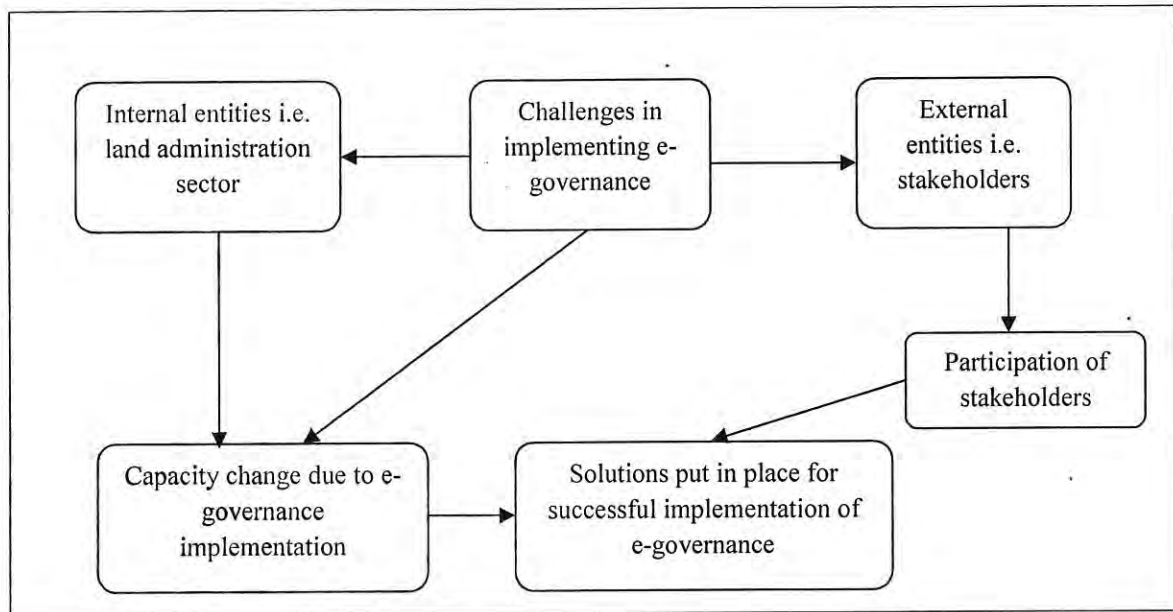 Internal entities i.e.
land administration
sector
Challenges in
implementing e-
governance
External
entities i.e.
stakeholders
Participation of
stakeholders
Capacity change due to e-
governance
implementation
Solutions put in place for
successful implementation of
e-governance